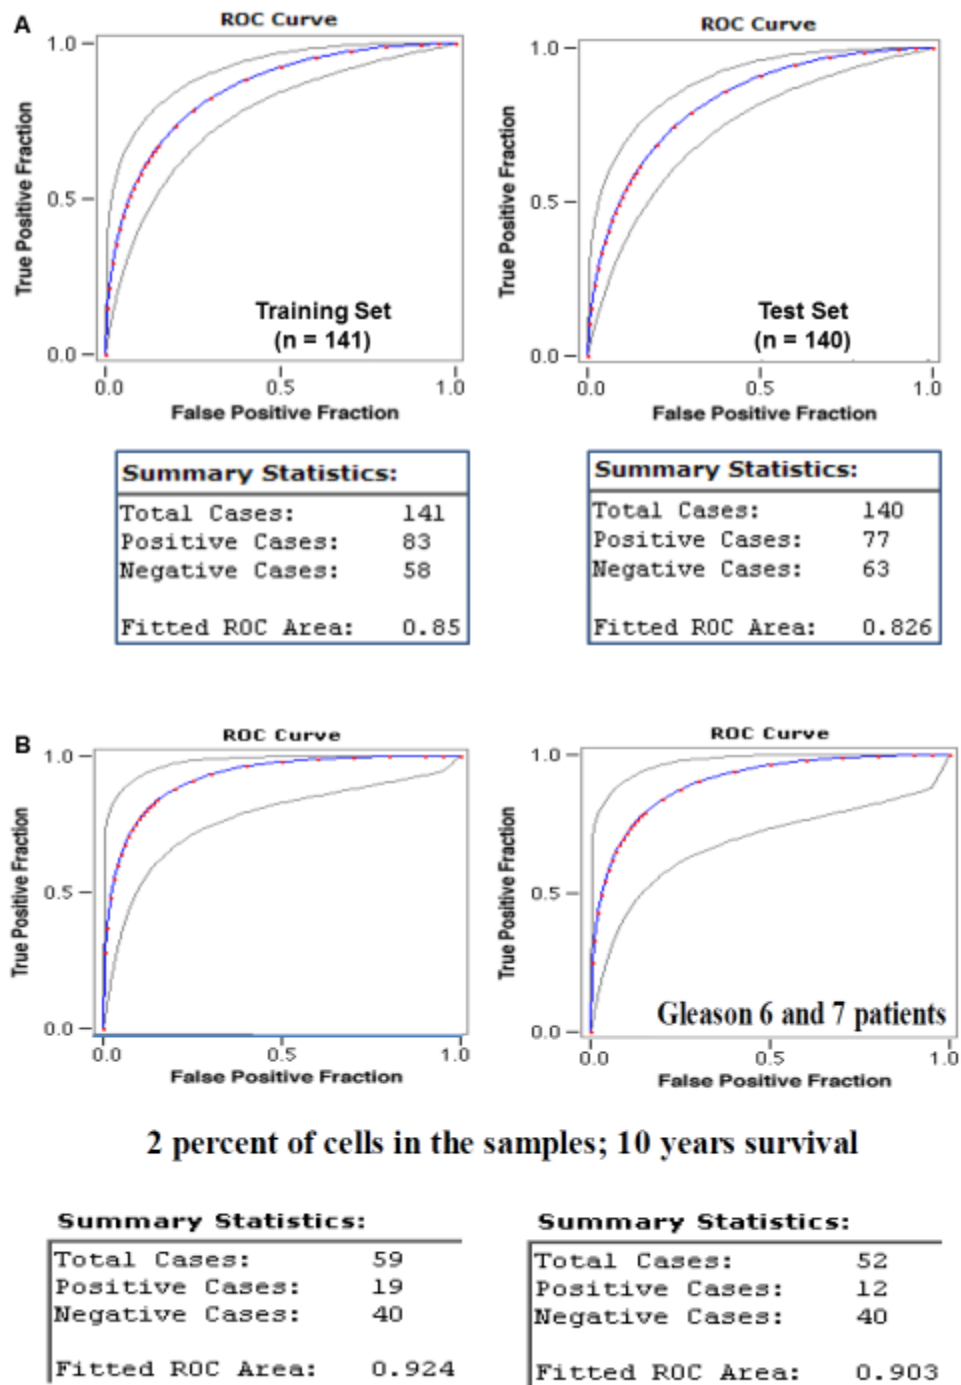 A
ROC Curve
1.0
0.5
0.0
True Positive Fraction
Training Set
(n = 141)
0.0 0.5 1.0
False Positive Fraction
ROC Curve
1.0
0.5
0.0
True Positive Fraction
Test Set
(n = 140)
0.0 0.5 1.0
False Positive Fraction
Summary Statistics:
Total Cases: 141
Positive Cases: 83
Negative Cases: 58
Fitted ROC Area: 0.85
Summary Statistics:
Total Cases: 140
Positive Cases: 77
Negative Cases: 63
Fitted ROC Area: 0.826
B
ROC Curve
1.0
0.5
0.0
True Positive Fraction
0.0 0.5 1.0
False Positive Fraction
ROC Curve
1.0
0.5
0.0
True Positive Fraction
Gleason 6 and 7 patients
0.0 0.5 1.0
False Positive Fraction
2 percent of cells in the samples; 10 years survival
Summary Statistics:
Total Cases: 59
Positive Cases: 19
Negative Cases: 40
Fitted ROC Area: 0.924
Summary Statistics:
Total Cases: 52
Positive Cases: 12
Negative Cases: 40
Fitted ROC Area: 0.903